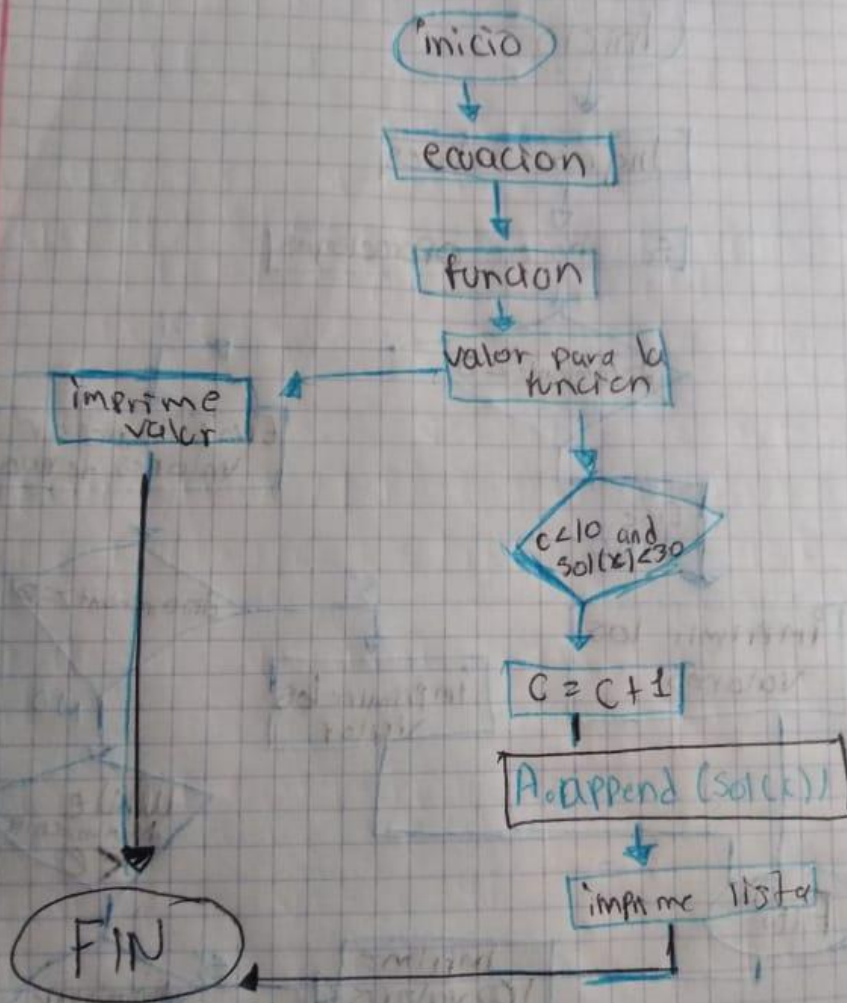 inicio
ecuacion
funcion
valor para la
funcion
imprime
valor
c<10 and
sol(x)<30
C = C + 1
A.append (sol(x))
imprime lista
FIN